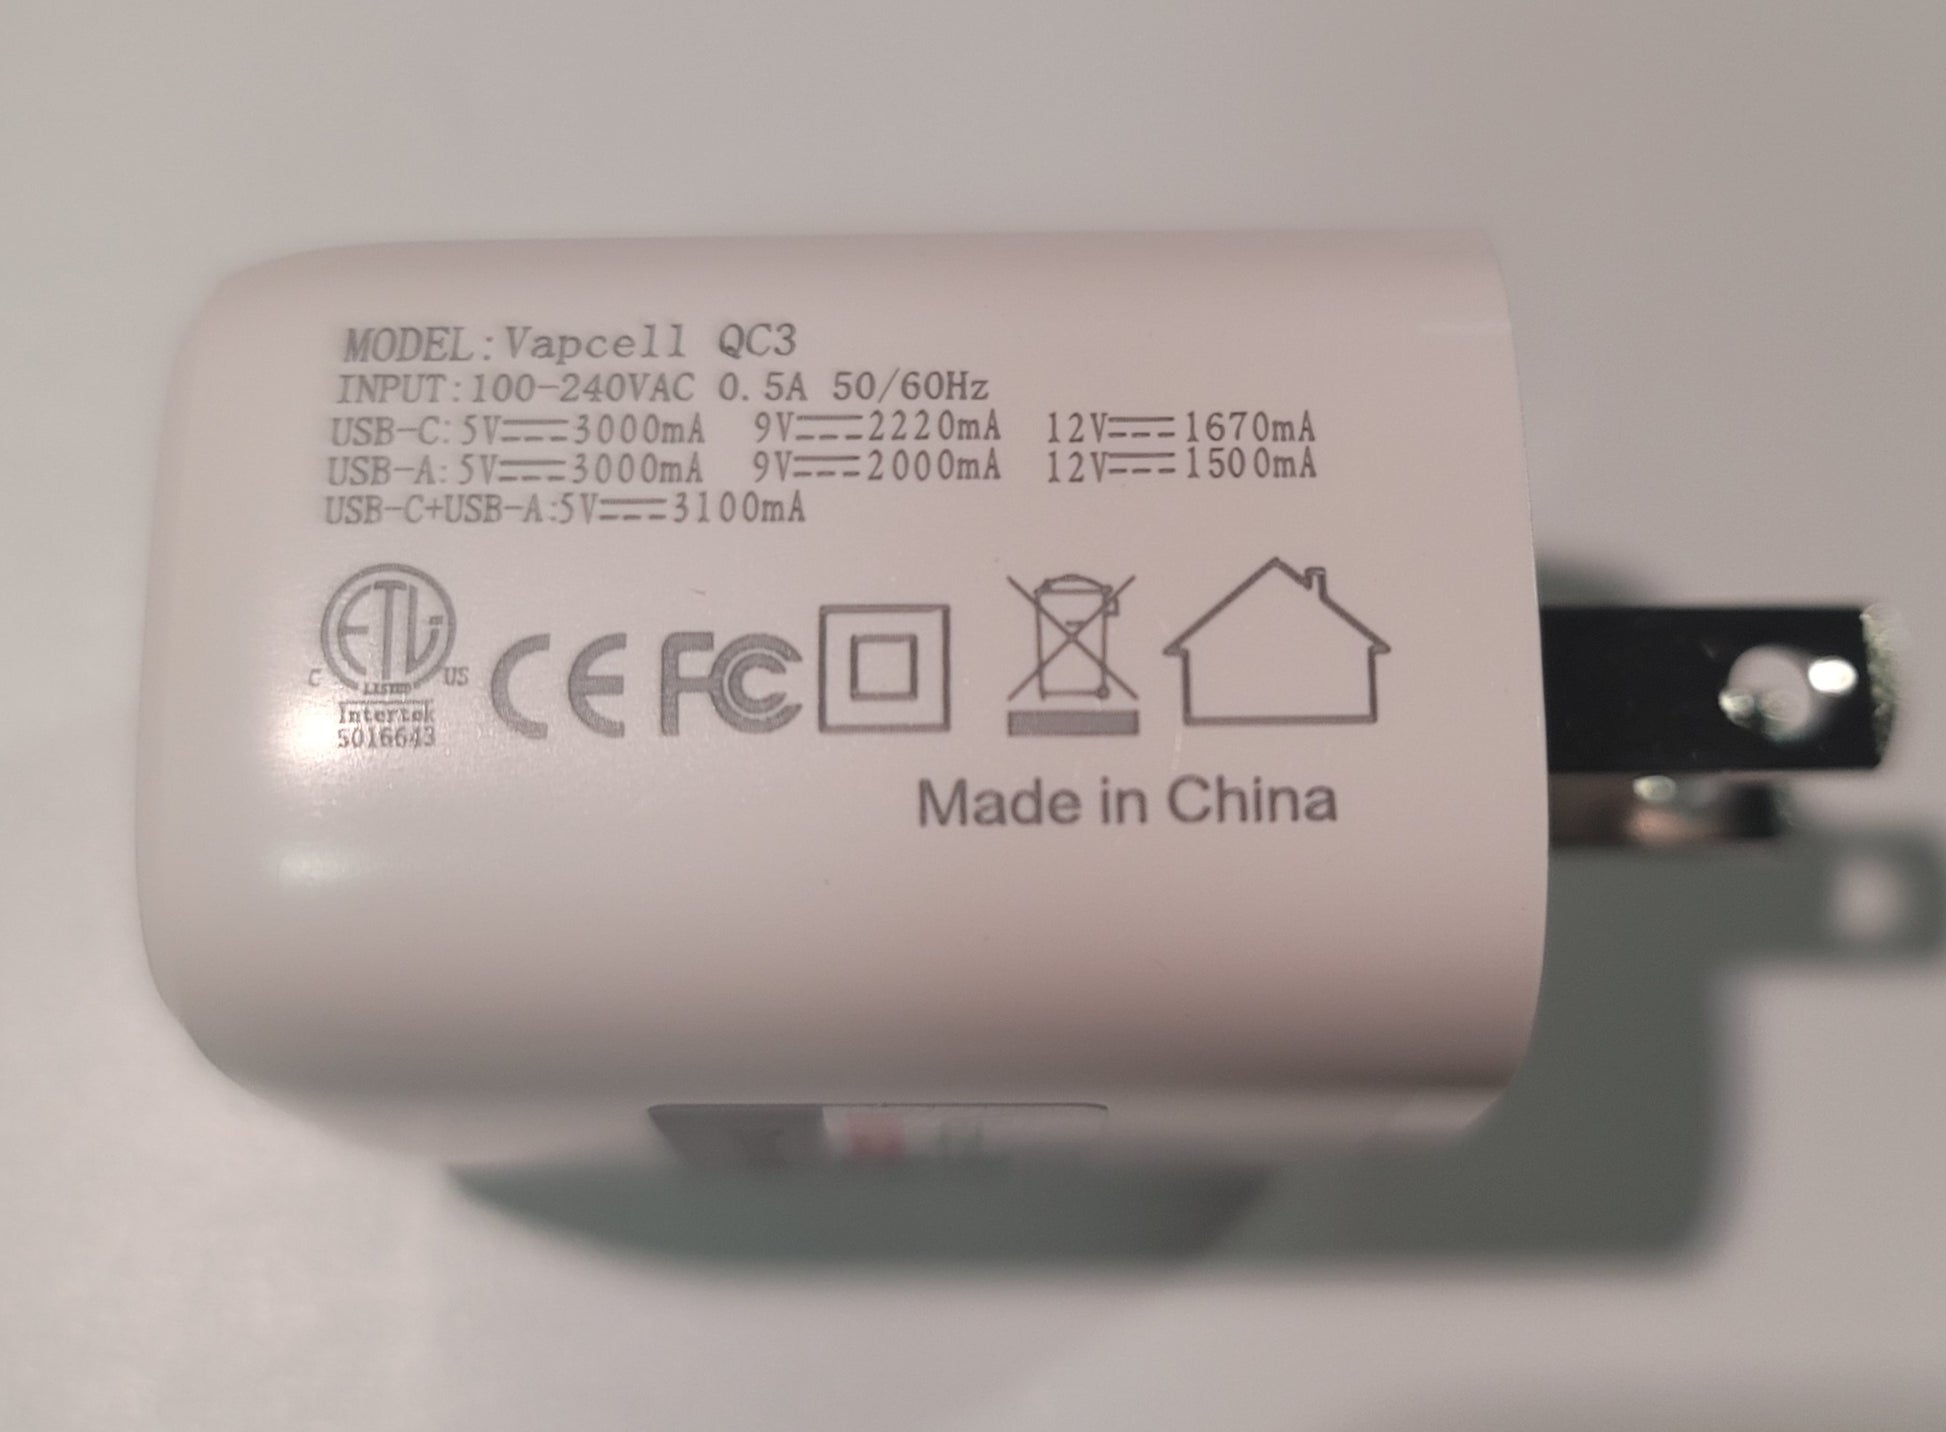 MODEL:Vapcell QC3
INPUT:100-240VAC 0.5A 50/60Hz
USB-C:5V⎓3000mA 9V⎓2220mA 12V⎓1670mA
USB-A:5V⎓3000mA 9V⎓2000mA 12V⎓1500mA
USB-C+USB-A:5V⎓3100mA
ETL
C US
LISTED
Intertek
5016643
CE FC
Made in China